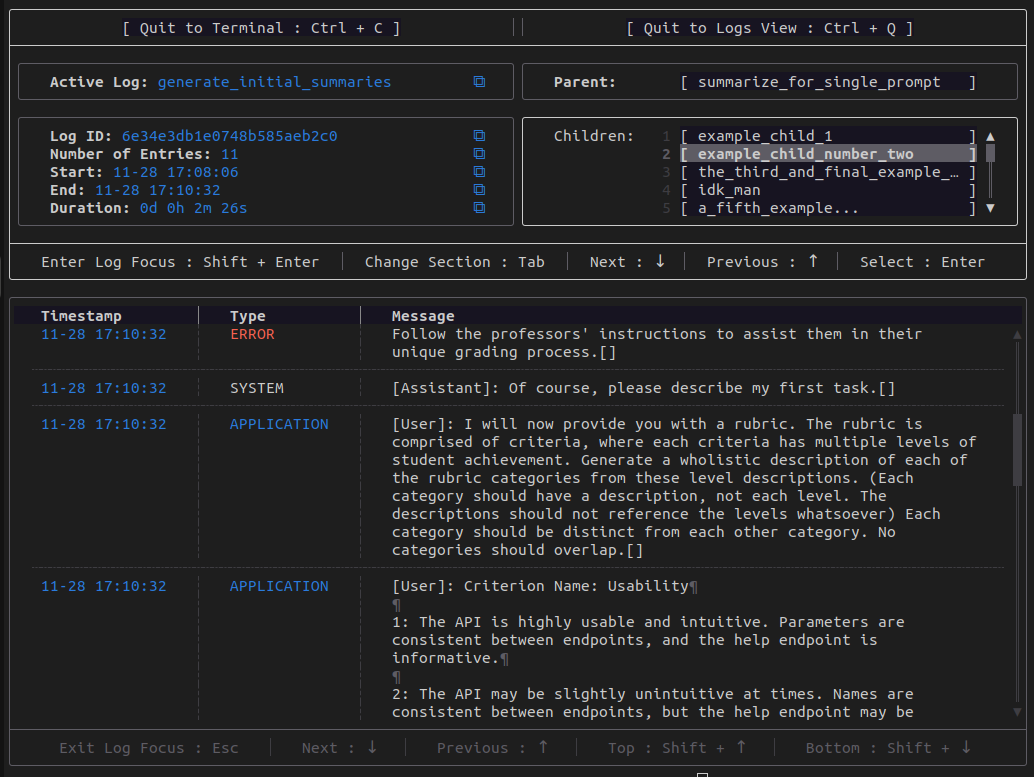 [ Quit to Terminal : Ctrl + C ] || [ Quit to Logs View : Ctrl + Q ]
Active Log: generate_initial_summaries ⧉
Parent: [ summarize_for_single_prompt ]
Log ID: 6e34e3db1e0748b585aeb2c0 ⧉
Number of Entries: 11 ⧉
Start: 11-28 17:08:06 ⧉
End: 11-28 17:10:32 ⧉
Duration: 0d 0h 2m 26s ⧉
Children: 1 [ example_child_1 ] ▲
2 [ example_child_number_two ]
3 [ the_third_and_final_example_… ]
4 [ idk_man ]
5 [ a_fifth_example... ] ▼
Enter Log Focus : Shift + Enter | Change Section : Tab | Next : ↓ | Previous : ↑ | Select : Enter
Timestamp | Type | Message
11-28 17:10:32 ERROR Follow the professors' instructions to assist them in their
unique grading process.[]
11-28 17:10:32 SYSTEM [Assistant]: Of course, please describe my first task.[]
11-28 17:10:32 APPLICATION [User]: I will now provide you with a rubric. The rubric is
comprised of criteria, where each criteria has multiple levels of
student achievement. Generate a wholistic description of each of
the rubric categories from these level descriptions. (Each
category should have a description, not each level. The
descriptions should not reference the levels whatsoever) Each
category should be distinct from each other category. No
categories should overlap.[]
11-28 17:10:32 APPLICATION [User]: Criterion Name: Usability¶
¶
1: The API is highly usable and intuitive. Parameters are
consistent between endpoints, and the help endpoint is
informative.¶
¶
2: The API may be slightly unintuitive at times. Names are
consistent between endpoints, but the help endpoint may be
Exit Log Focus : Esc | Next : ↓ | Previous : ↑ | Top : Shift + ↑ | Bottom : Shift + ↓